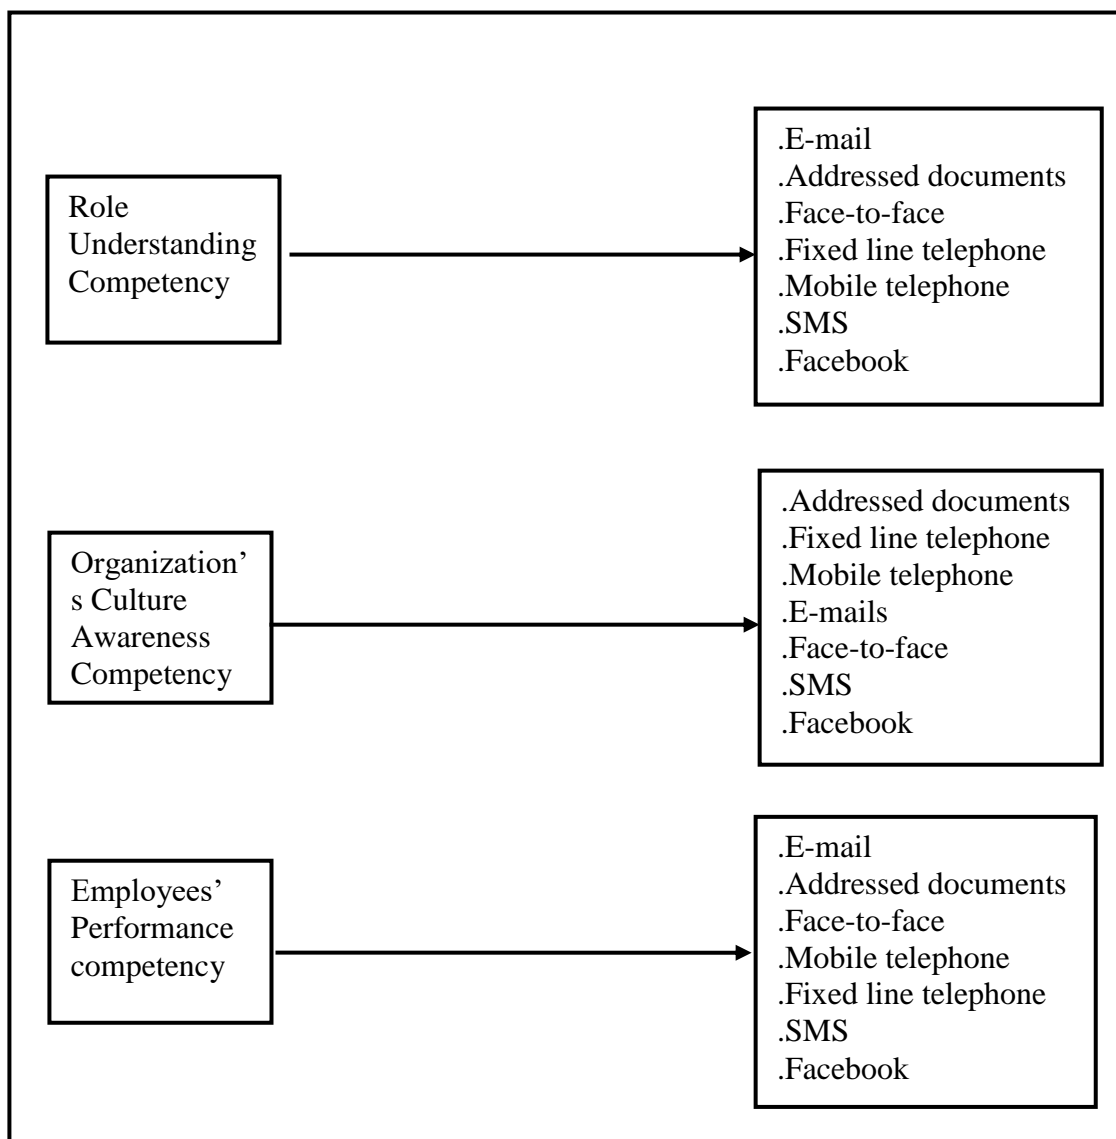 Role
Understanding
Competency
.E-mail
.Addressed documents
.Face-to-face
.Fixed line telephone
.Mobile telephone
.SMS
.Facebook
Organization’
s Culture
Awareness
Competency
.Addressed documents
.Fixed line telephone
.Mobile telephone
.E-mails
.Face-to-face
.SMS
.Facebook
Employees’
Performance
competency
.E-mail
.Addressed documents
.Face-to-face
.Mobile telephone
.Fixed line telephone
.SMS
.Facebook